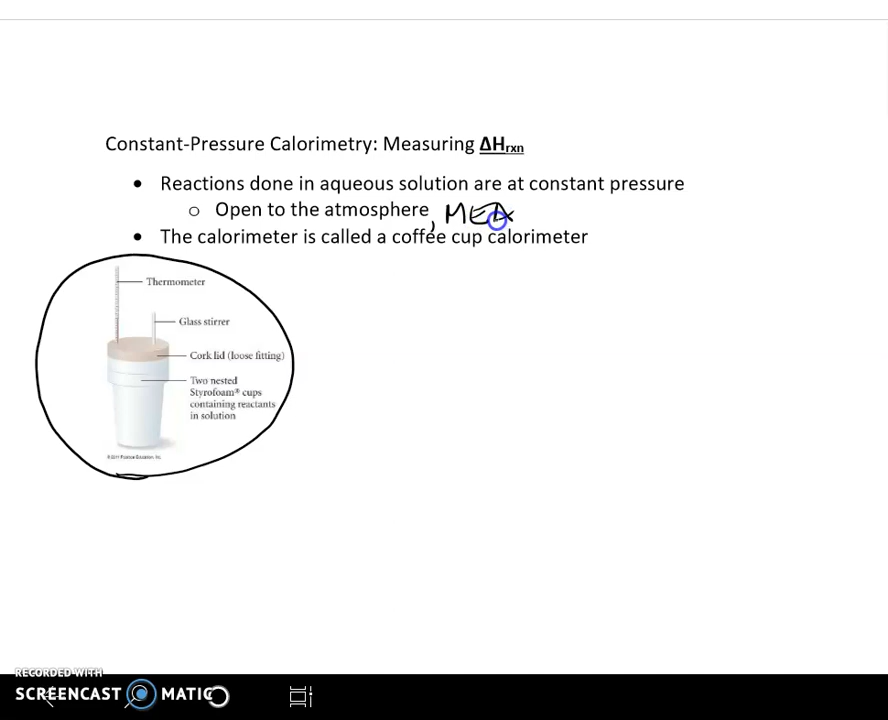 Constant-Pressure Calorimetry: Measuring ΔHrxn
• Reactions done in aqueous solution are at constant pressure
o Open to the atmosphere,
• The calorimeter is called a coffee cup calorimeter
Thermometer
Glass stirrer
Cork lid (loose fitting)
Two nested
Styrofoam® cups
containing reactants
in solution
RECORDED WITH
SCREENCAST MATIC